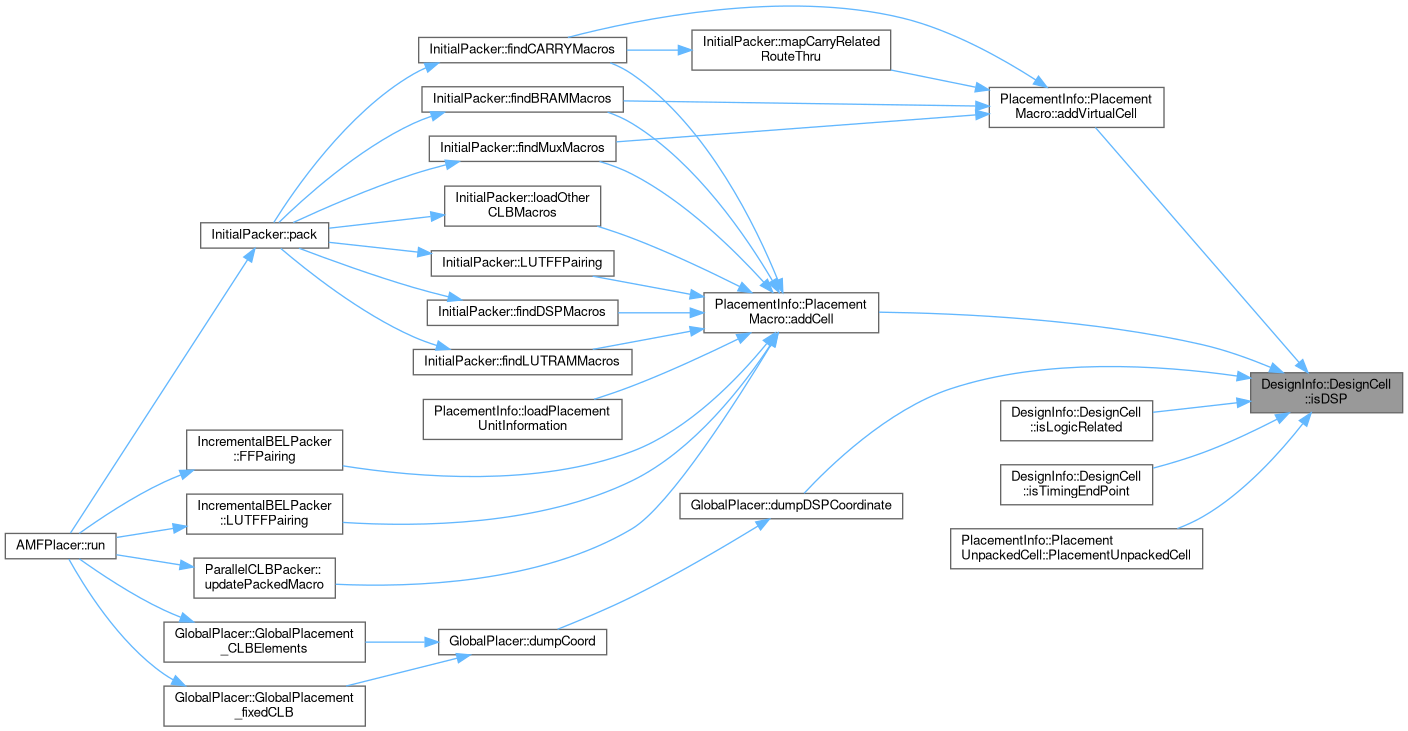 InitialPacker::findCARRYMacros
InitialPacker::mapCarryRelated
RouteThru
InitialPacker::findBRAMMacros
PlacementInfo::Placement
Macro::addVirtualCell
InitialPacker::findMuxMacros
InitialPacker::loadOther
CLBMacros
InitialPacker::pack
InitialPacker::LUTFFPairing
InitialPacker::findDSPMacros
PlacementInfo::Placement
Macro::addCell
InitialPacker::findLUTRAMMacros
DesignInfo::DesignCell
::isDSP
PlacementInfo::loadPlacement
UnitInformation
DesignInfo::DesignCell
::isLogicRelated
IncrementalBELPacker
::FFPairing
DesignInfo::DesignCell
::isTimingEndPoint
IncrementalBELPacker
::LUTFFPairing
GlobalPlacer::dumpDSPCoordinate
AMFPlacer::run
PlacementInfo::Placement
UnpackedCell::PlacementUnpackedCell
ParallelCLBPacker::
updatePackedMacro
GlobalPlacer::GlobalPlacement
_CLBElements
GlobalPlacer::dumpCoord
GlobalPlacer::GlobalPlacement
_fixedCLB